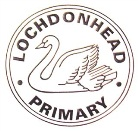 LOCHDONHEAD
· PRIMARY ·